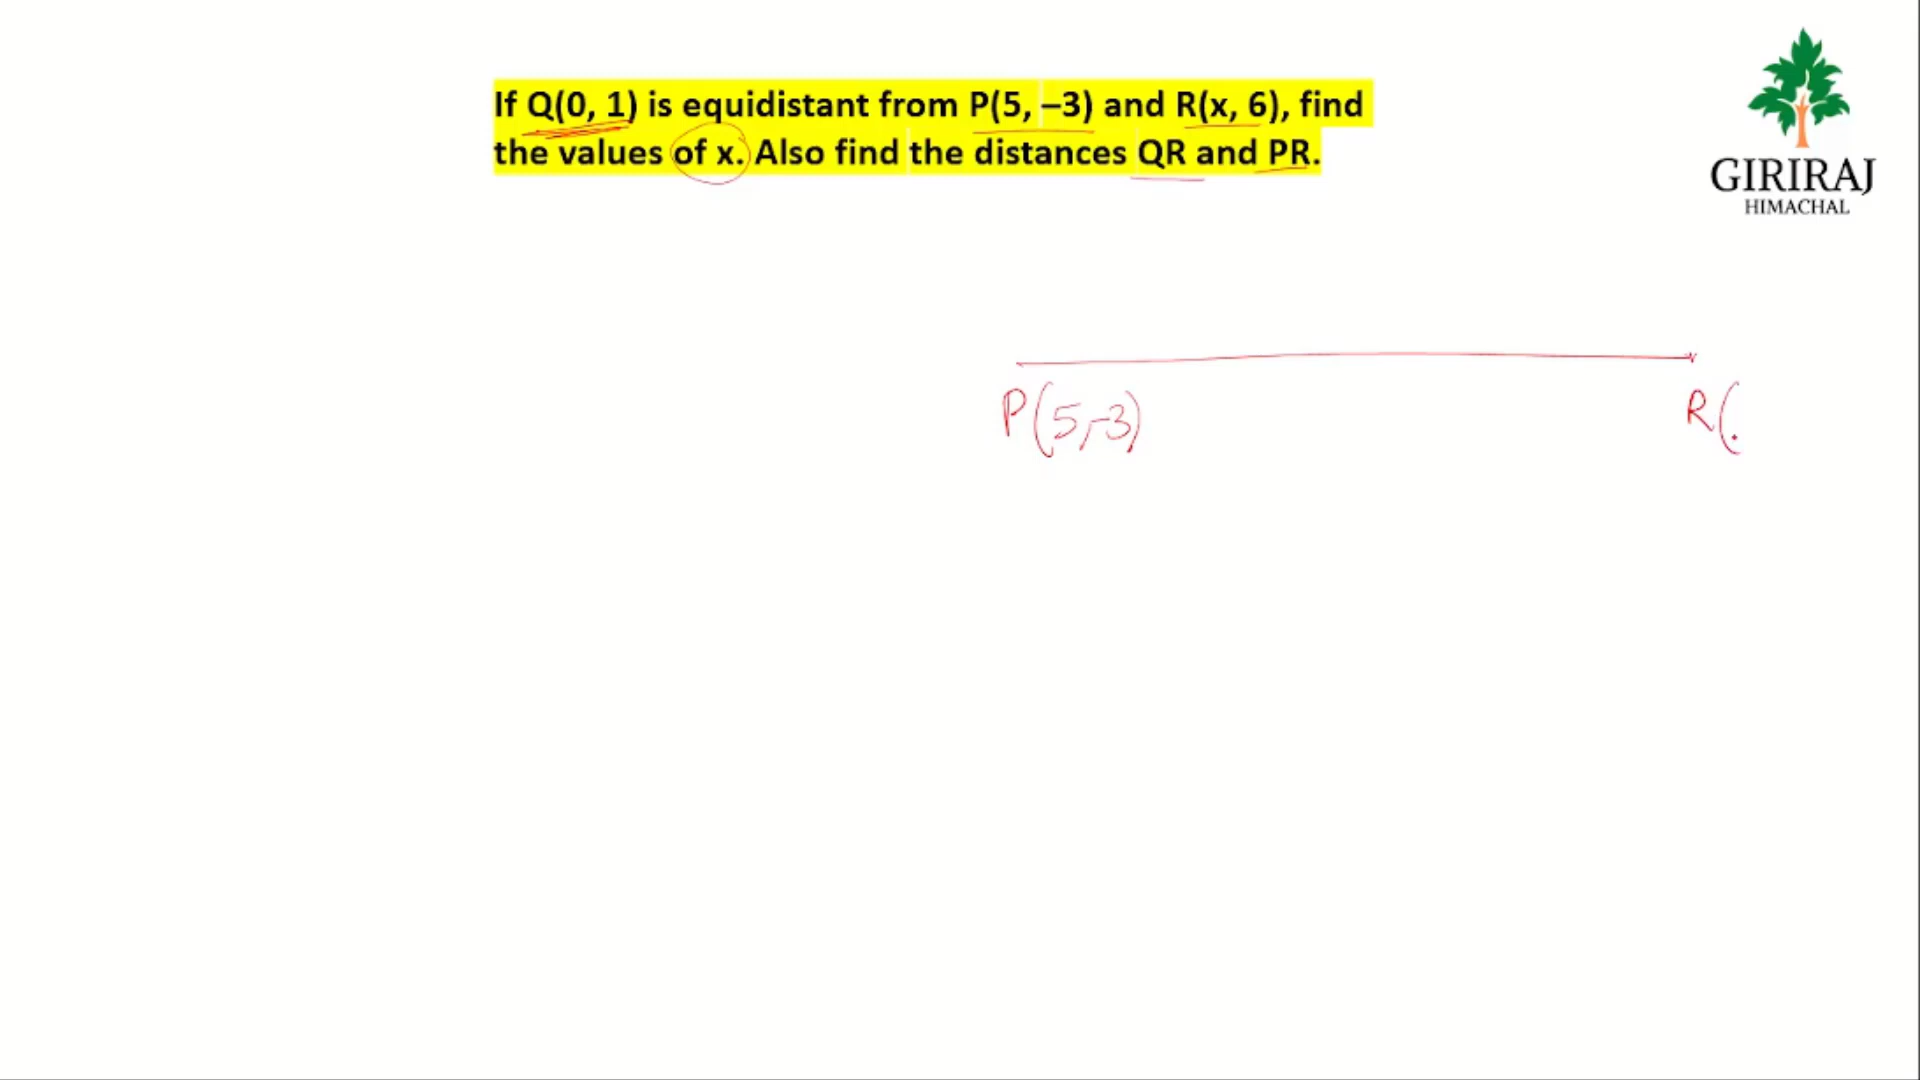 If Q(0, 1) is equidistant from P(5, –3) and R(x, 6), find
the values of x. Also find the distances QR and PR.
GIRIRAJ
HIMACHAL
P(5,-3)
R(